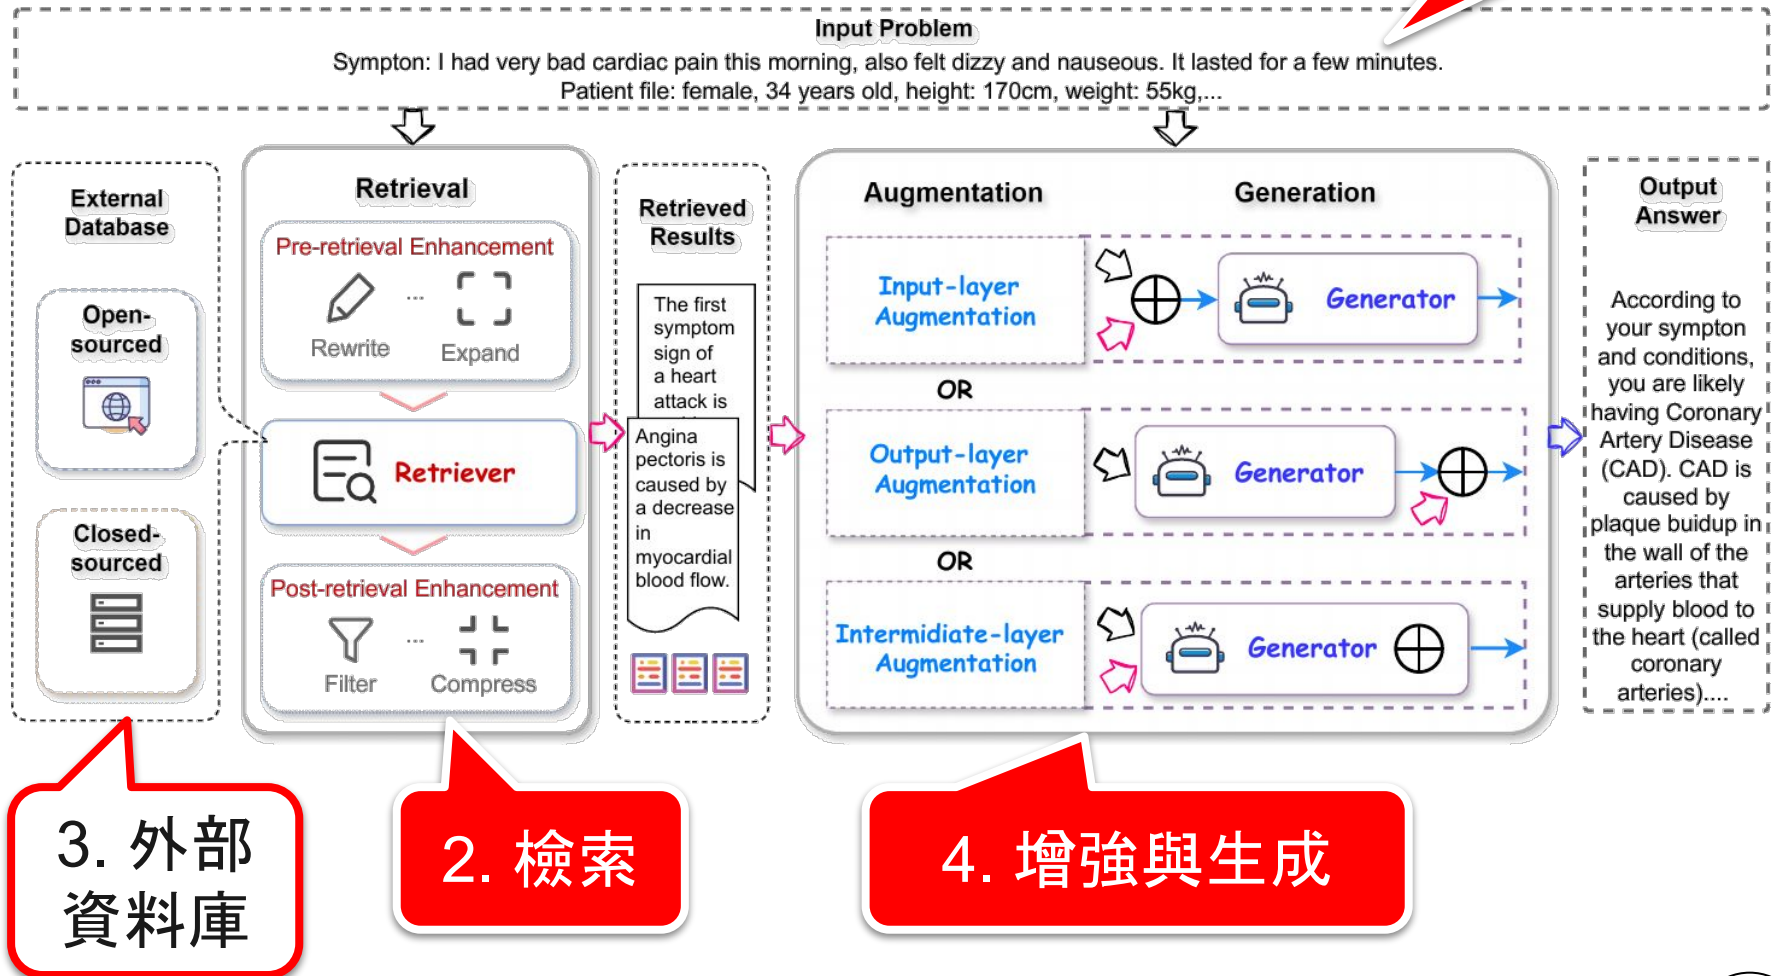 Input Problem
Sympton: I had very bad cardiac pain this morning, also felt dizzy and nauseous. It lasted for a few minutes.
Patient file: female, 34 years old, height: 170cm, weight: 55kg,...
External
Database
Open-
sourced
Closed-
sourced
Retrieval
Pre-retrieval Enhancement
...
Rewrite
Expand
Retriever
Post-retrieval Enhancement
...
Filter
Compress
Retrieved
Results
The first
symptom
sign of
a heart
attack is
Angina
pectoris is
caused by
a decrease
in
myocardial
blood flow.
Augmentation
Generation
Input-layer
Augmentation
Generator
OR
Output-layer
Augmentation
Generator
OR
Intermidiate-layer
Augmentation
Generator
Output
Answer
According to
your sympton
and conditions,
you are likely
having Coronary
Artery Disease
(CAD). CAD is
caused by
plaque buidup in
the wall of the
arteries that
supply blood to
the heart (called
coronary
arteries)....
3. 外部
資料庫
2. 檢索
4. 增強與生成